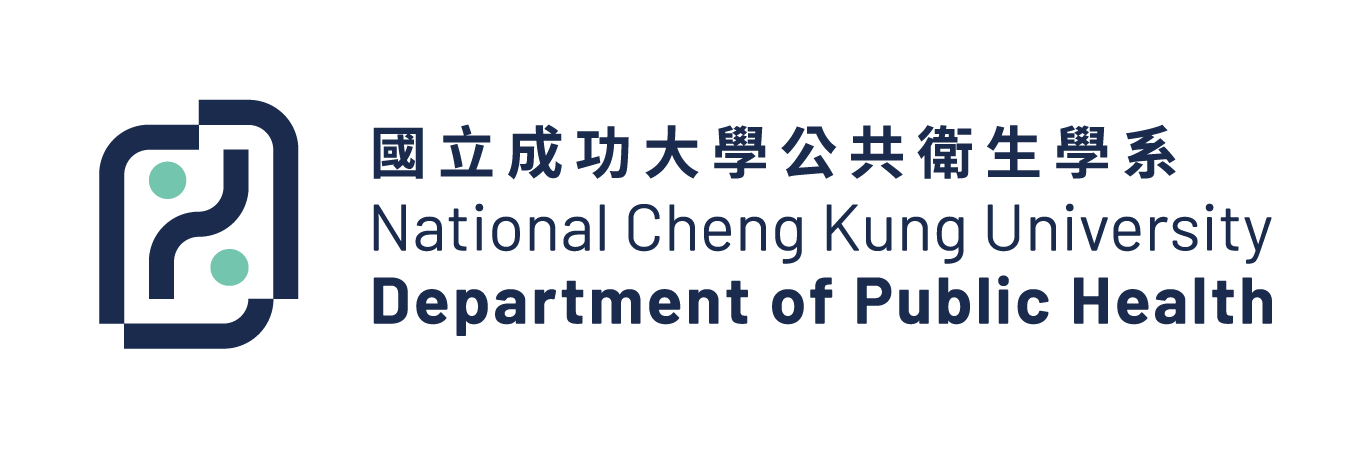 國立成功大學公共衛生學系
National Cheng Kung University
Department of Public Health